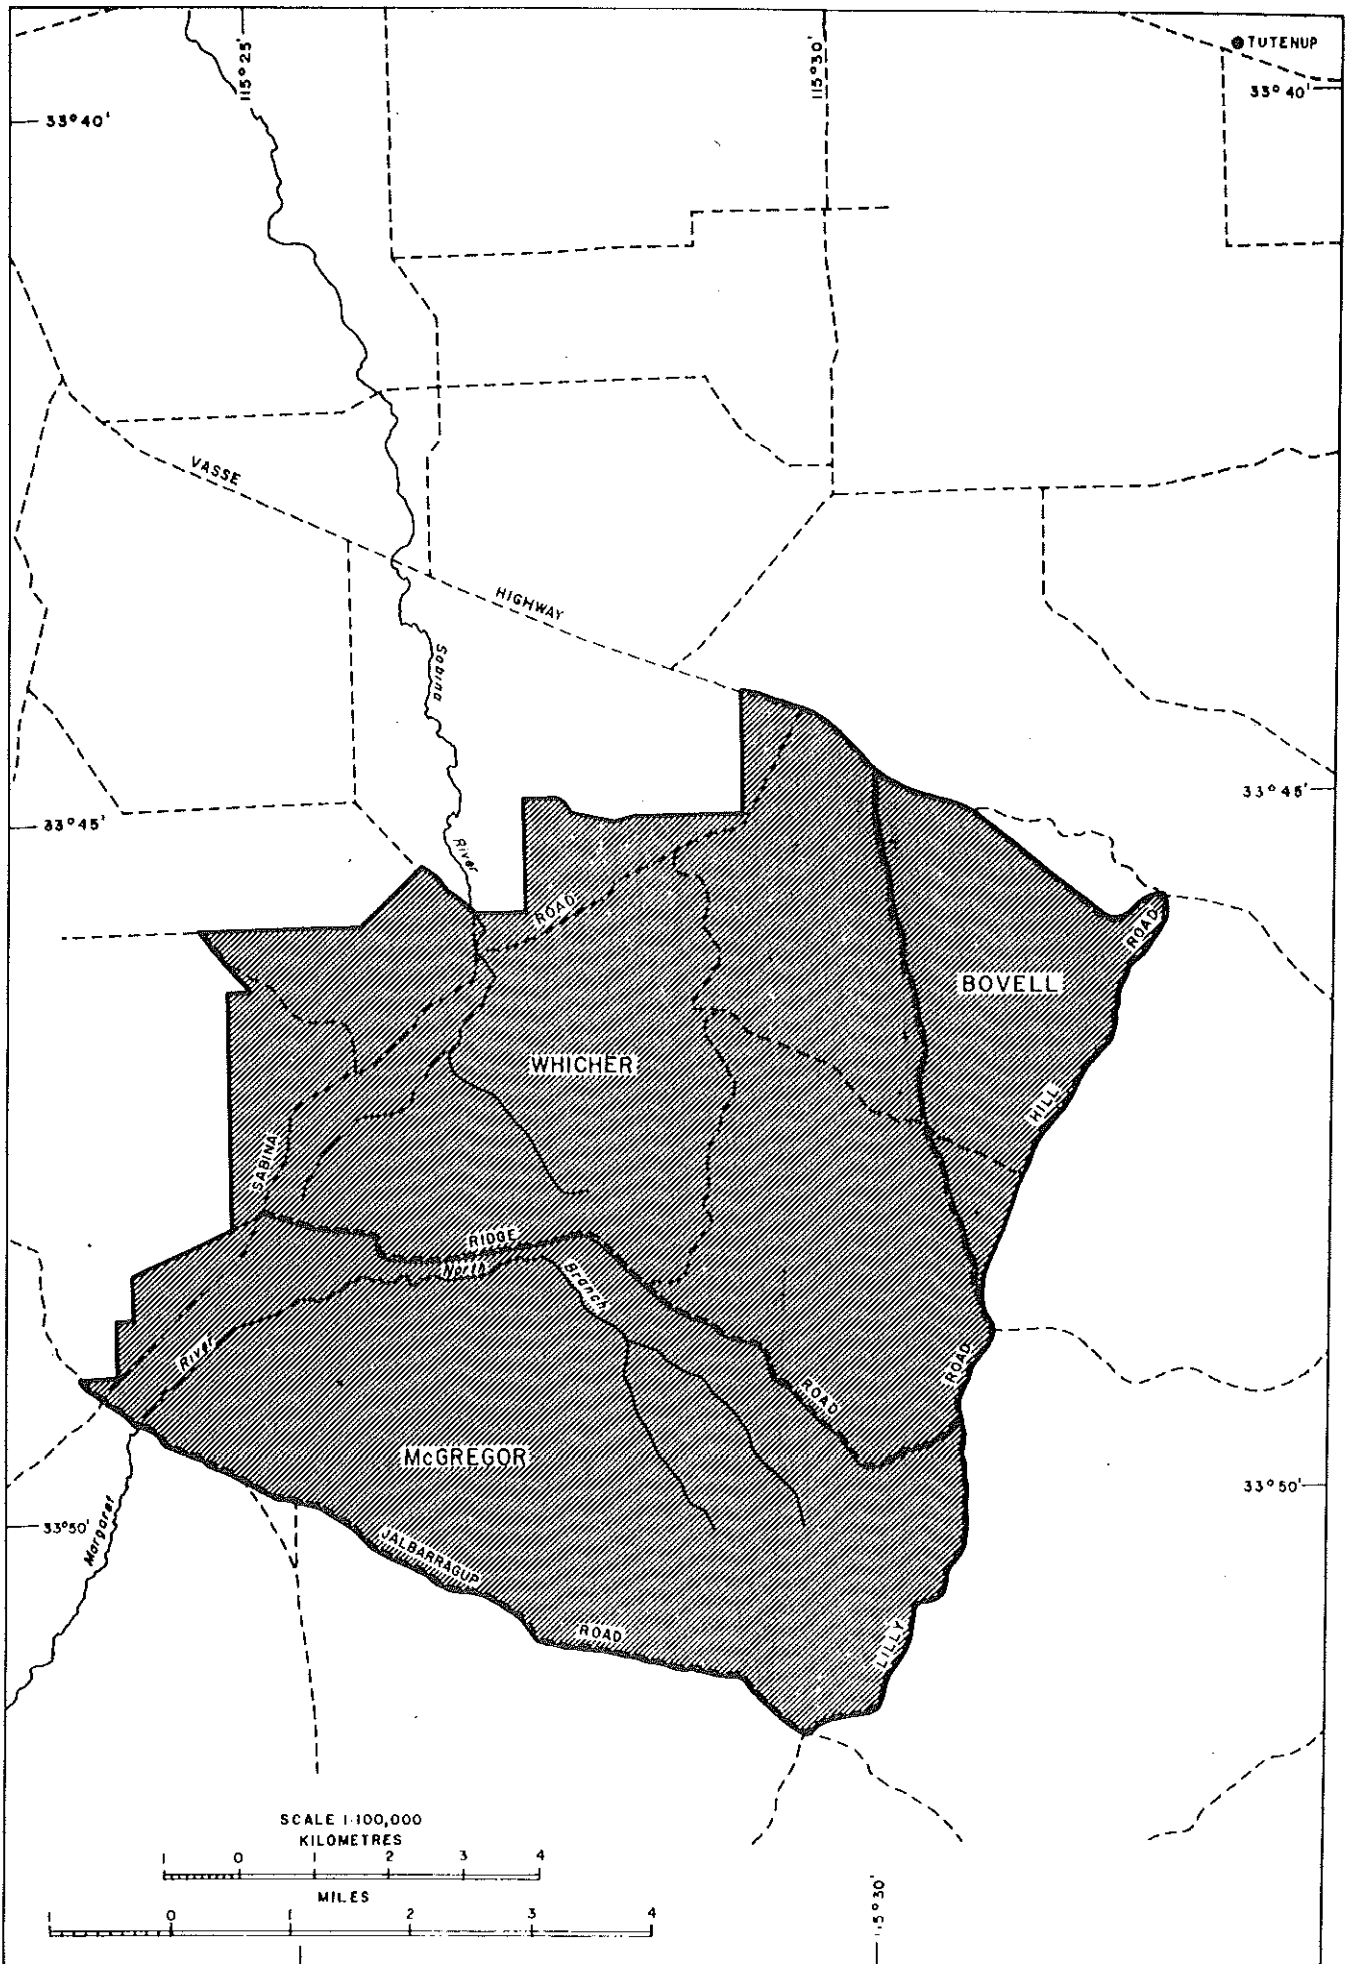 115° 25'
115° 30'
TUTENUP
33° 40'
33° 40'
VASSE
HIGHWAY
Sabina
River
33° 45'
33° 45'
ROAD
ROAD
BOVELL
WHICHER
HILL
SABINA
RIDGE
North
Branch
River
ROAD
ROAD
McGREGOR
33° 50'
33° 50'
Margaret
JALBARRAGUP
ROAD
LILLY
SCALE 1:100,000
KILOMETRES
1 0 1 2 3 4
MILES
1 0 1 2 3 4
115° 30'